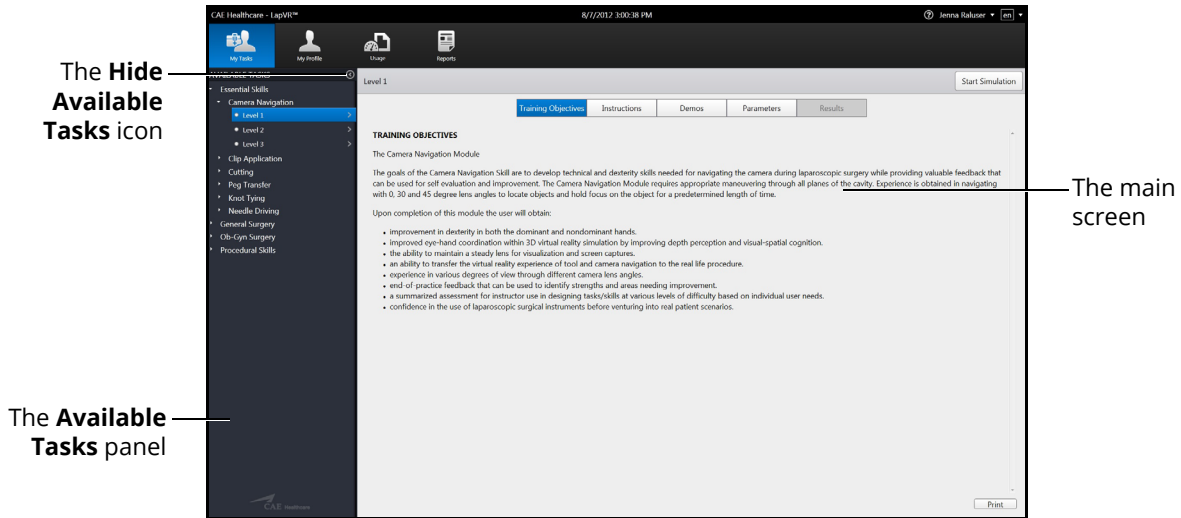 CAE Healthcare - LapVR™
8/7/2012 3:00:38 PM
? Jenna Raluser en
My Tasks
My Profile
Usage
Reports
The Hide
Available
Tasks icon
AVAILABLE TASKS
Essential Skills
Camera Navigation
Level 1
Level 2
Level 3
Clip Application
Cutting
Peg Transfer
Knot Tying
Needle Driving
General Surgery
Ob-Gyn Surgery
Procedural Skills
The Available
Tasks panel
CAE Healthcare
Level 1
Start Simulation
Training Objectives Instructions Demos Parameters Results
TRAINING OBJECTIVES
The Camera Navigation Module
The goals of the Camera Navigation Skill are to develop technical and dexterity skills needed for navigating the camera during laparoscopic surgery while providing valuable feedback that
can be used for self evaluation and improvement. The Camera Navigation Module requires appropriate maneuvering through all planes of the cavity. Experience is obtained in navigating
with 0, 30 and 45 degree lens angles to locate objects and hold focus on the object for a predetermined length of time.
Upon completion of this module the user will obtain:
• improvement in dexterity in both the dominant and nondominant hands.
• improved eye-hand coordination within 3D virtual reality simulation by improving depth perception and visual-spatial cognition.
• the ability to maintain a steady lens for visualization and screen captures.
• an ability to transfer the virtual reality experience of tool and camera navigation to the real life procedure.
• experience in various degrees of view through different camera lens angles.
• end-of-practice feedback that can be used to identify strengths and areas needing improvement.
• a summarized assessment for instructor use in designing tasks/skills at various levels of difficulty based on individual user needs.
• confidence in the use of laparoscopic surgical instruments before venturing into real patient scenarios.
Print
The main
screen